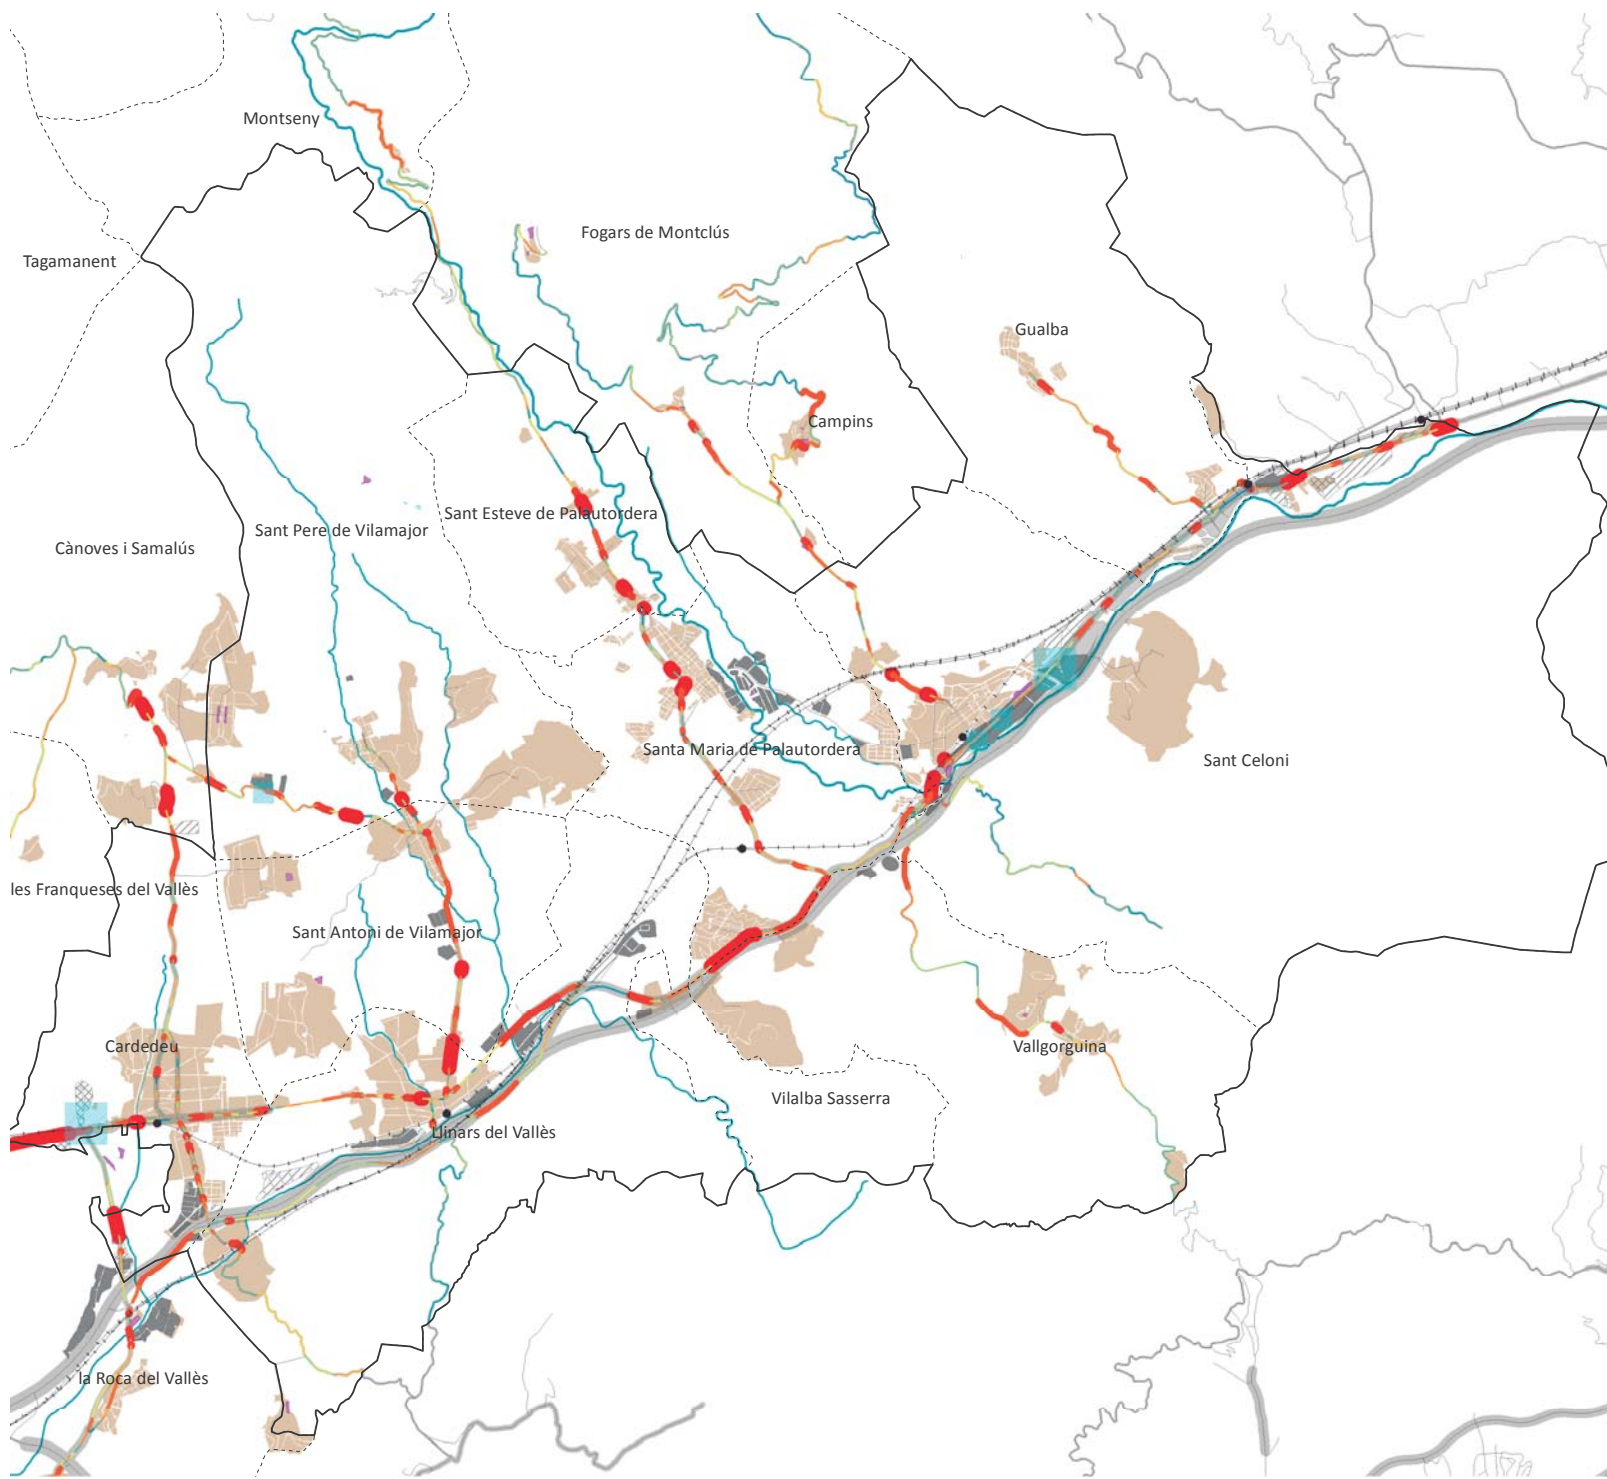 Montseny
Fogars de Montclús
Tagamanent
Gualba
Campins
Sant Esteve de Palautordera
Sant Pere de Vilamajor
Cànoves i Samalús
Santa Maria de Palautordera
Sant Celoni
les Franqueses del Vallès
Sant Antoni de Vilamajor
Cardedeu
Vallgorguina
Vilalba Sasserra
Llinars del Vallès
la Roca del Vallès